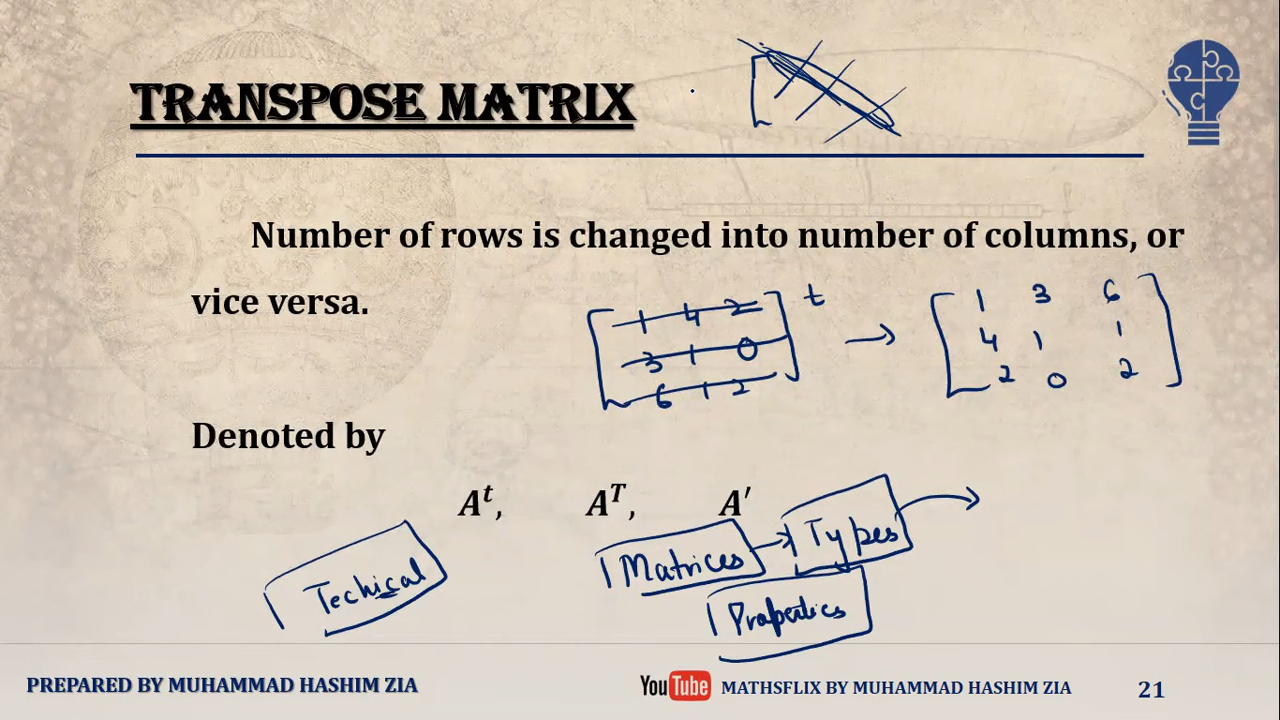 TRANSPOSE MATRIX
Number of rows is changed into number of columns, or
vice versa.
1 4 2
3 1 0
6 1 2
t →
1 3 6
4 1 1
2 0 2
Denoted by
Aᵗ, Aᵀ, A′
Techical
Matrices → Types →
Properties
PREPARED BY MUHAMMAD HASHIM ZIA
YouTube MATHSFLIX BY MUHAMMAD HASHIM ZIA
21